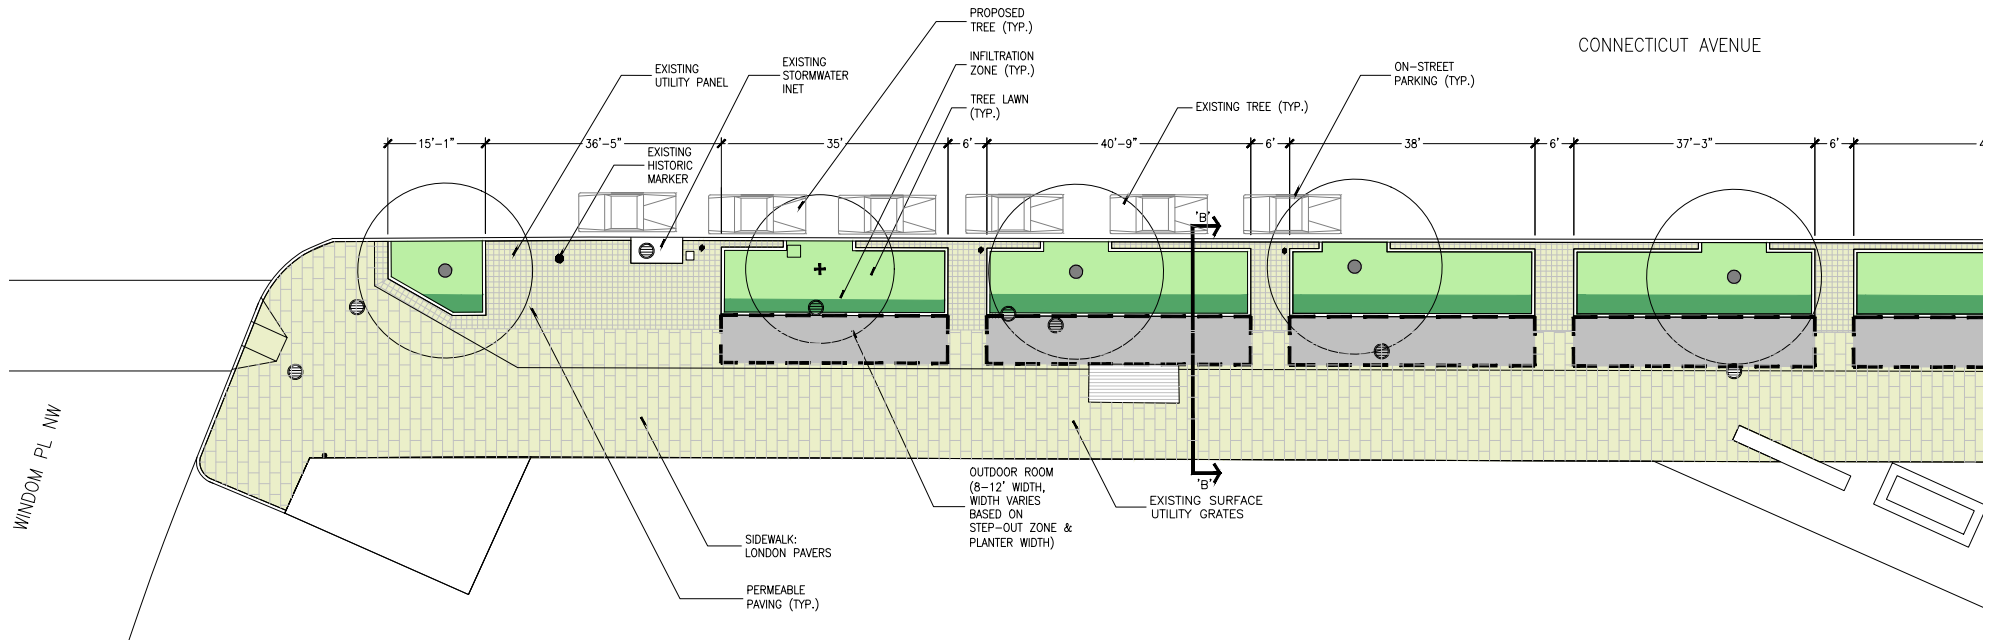 PROPOSED
TREE (TYP.)
INFILTRATION
ZONE (TYP.)
TREE LAWN
(TYP.)
CONNECTICUT AVENUE
ON-STREET
PARKING (TYP.)
EXISTING TREE (TYP.)
EXISTING
STORMWATER
INET
EXISTING
UTILITY PANEL
EXISTING
HISTORIC
MARKER
15'-1" 36'-5" 35' 6' 40'-9" 6' 38' 6' 37'-3" 6' 4
'B'
'B'
WINDOM PL NW
OUTDOOR ROOM
(8-12' WIDTH,
WIDTH VARIES
BASED ON
STEP-OUT ZONE &
PLANTER WIDTH)
EXISTING SURFACE
UTILITY GRATES
SIDEWALK:
LONDON PAVERS
PERMEABLE
PAVING (TYP.)